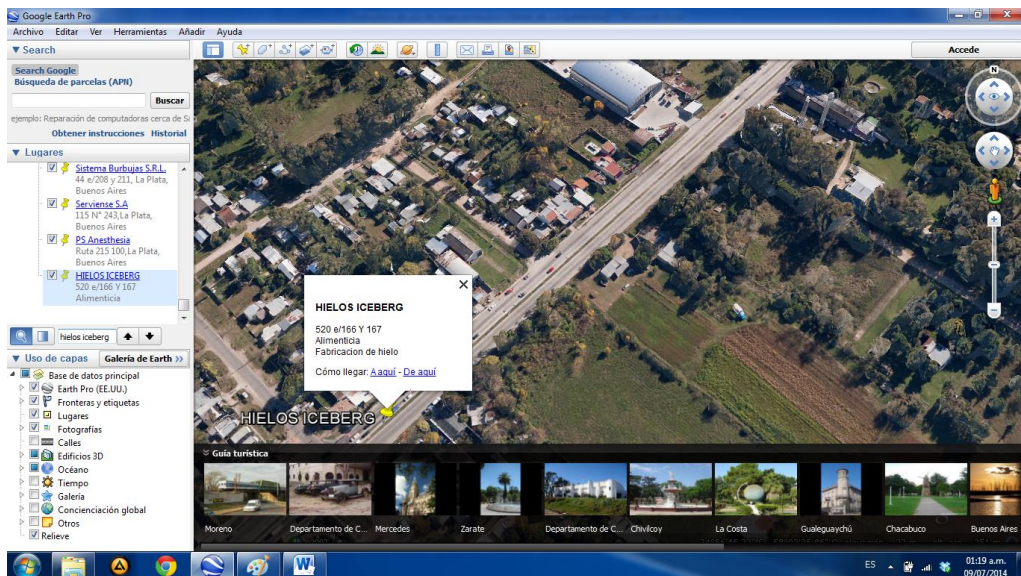 Google Earth Pro
Archivo Editar Ver Herramientas Añadir Ayuda
Search
Search Google
Búsqueda de parcelas (APN)
Buscar
ejemplo: Reparación de computadoras cerca de Sa
Obtener instrucciones Historial
Lugares
Sistema Burbujas S.R.L.
44 e/208 y 211, La Plata,
Buenos Aires
Serviense S.A
115 N° 243,La Plata,
Buenos Aires
PS Anesthesia
Ruta 215 100,La Plata,
Buenos Aires
HIELOS ICEBERG
520 e/166 Y 167
Alimenticia
hielos iceberg
Uso de capas Galería de Earth >>
Base de datos principal
Earth Pro (EE.UU.)
Fronteras y etiquetas
Lugares
Fotografías
Calles
Edificios 3D
Océano
Tiempo
Galería
Concienciación global
Otros
Relieve
Accede
N
HIELOS ICEBERG
520 e/166 Y 167
Alimenticia
Fabricacion de hielo
Cómo llegar: A aquí - De aquí
HIELOS ICEBERG
Guía turística
Moreno Departamento de C... Mercedes Zarate Departamento de C... Chivilcoy La Costa Gualeguaychú Chacabuco Buenos Aires
ES 01:19 a.m.
09/07/2014